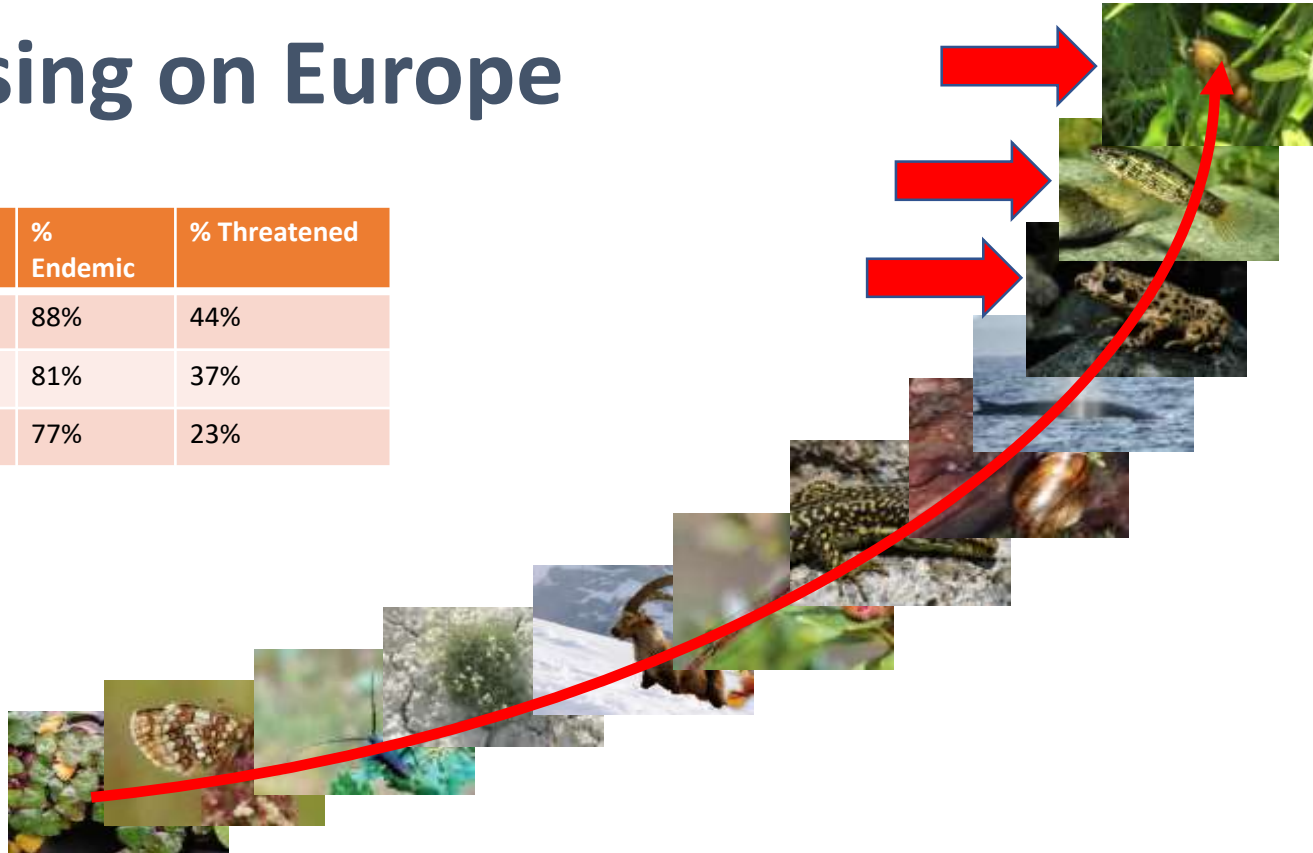 sing on Europe
% Endemic
% Threatened
88% 44%
81% 37%
77% 23%